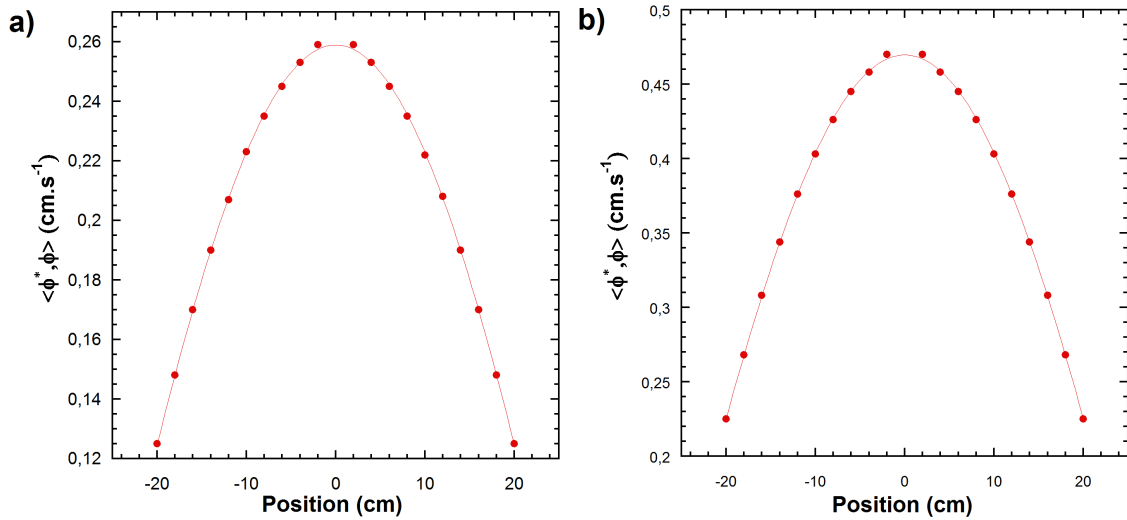 a)
<ϕ*,ϕ> (cm.s⁻¹)
0,26
0,24
0,22
0,2
0,18
0,16
0,14
0,12
-20 -10 0 10 20
Position (cm)
b)
<ϕ*,ϕ> (cm.s⁻¹)
0,5
0,45
0,4
0,35
0,3
0,25
0,2
-20 -10 0 10 20
Position (cm)